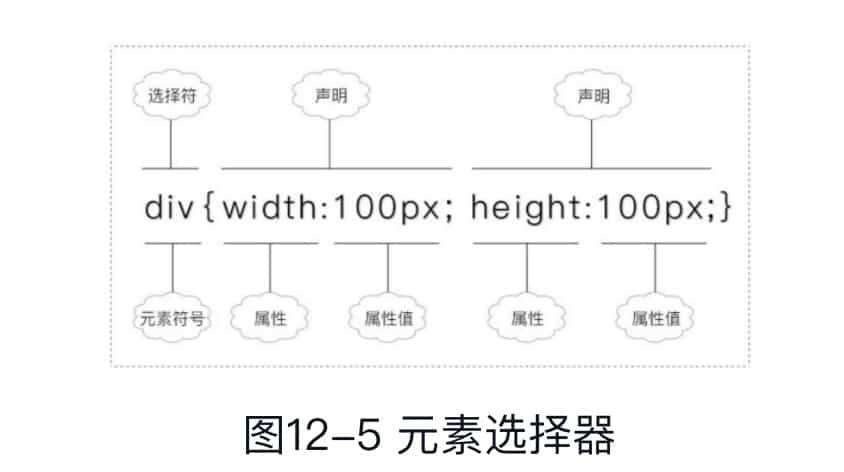 选择符 声明 声明
div{width:100px; height:100px;}
元素符号 属性 属性值 属性 属性值
图12-5 元素选择器